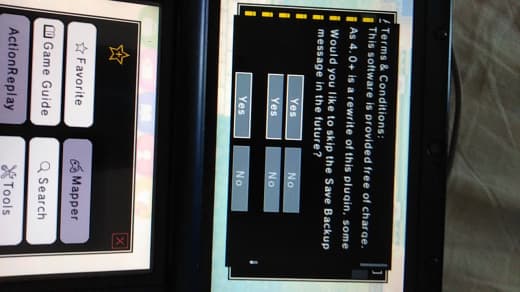 Terms & Conditions:
This software is provided free of charge.
As 4.0+ is a rewrite of this plugin, some
Would you like to skip the Save Backup
message in the future?
Yes No
Yes No
Yes No
Favorite
Mapper
Game Guide
Search
ActionReplay
Tools
X